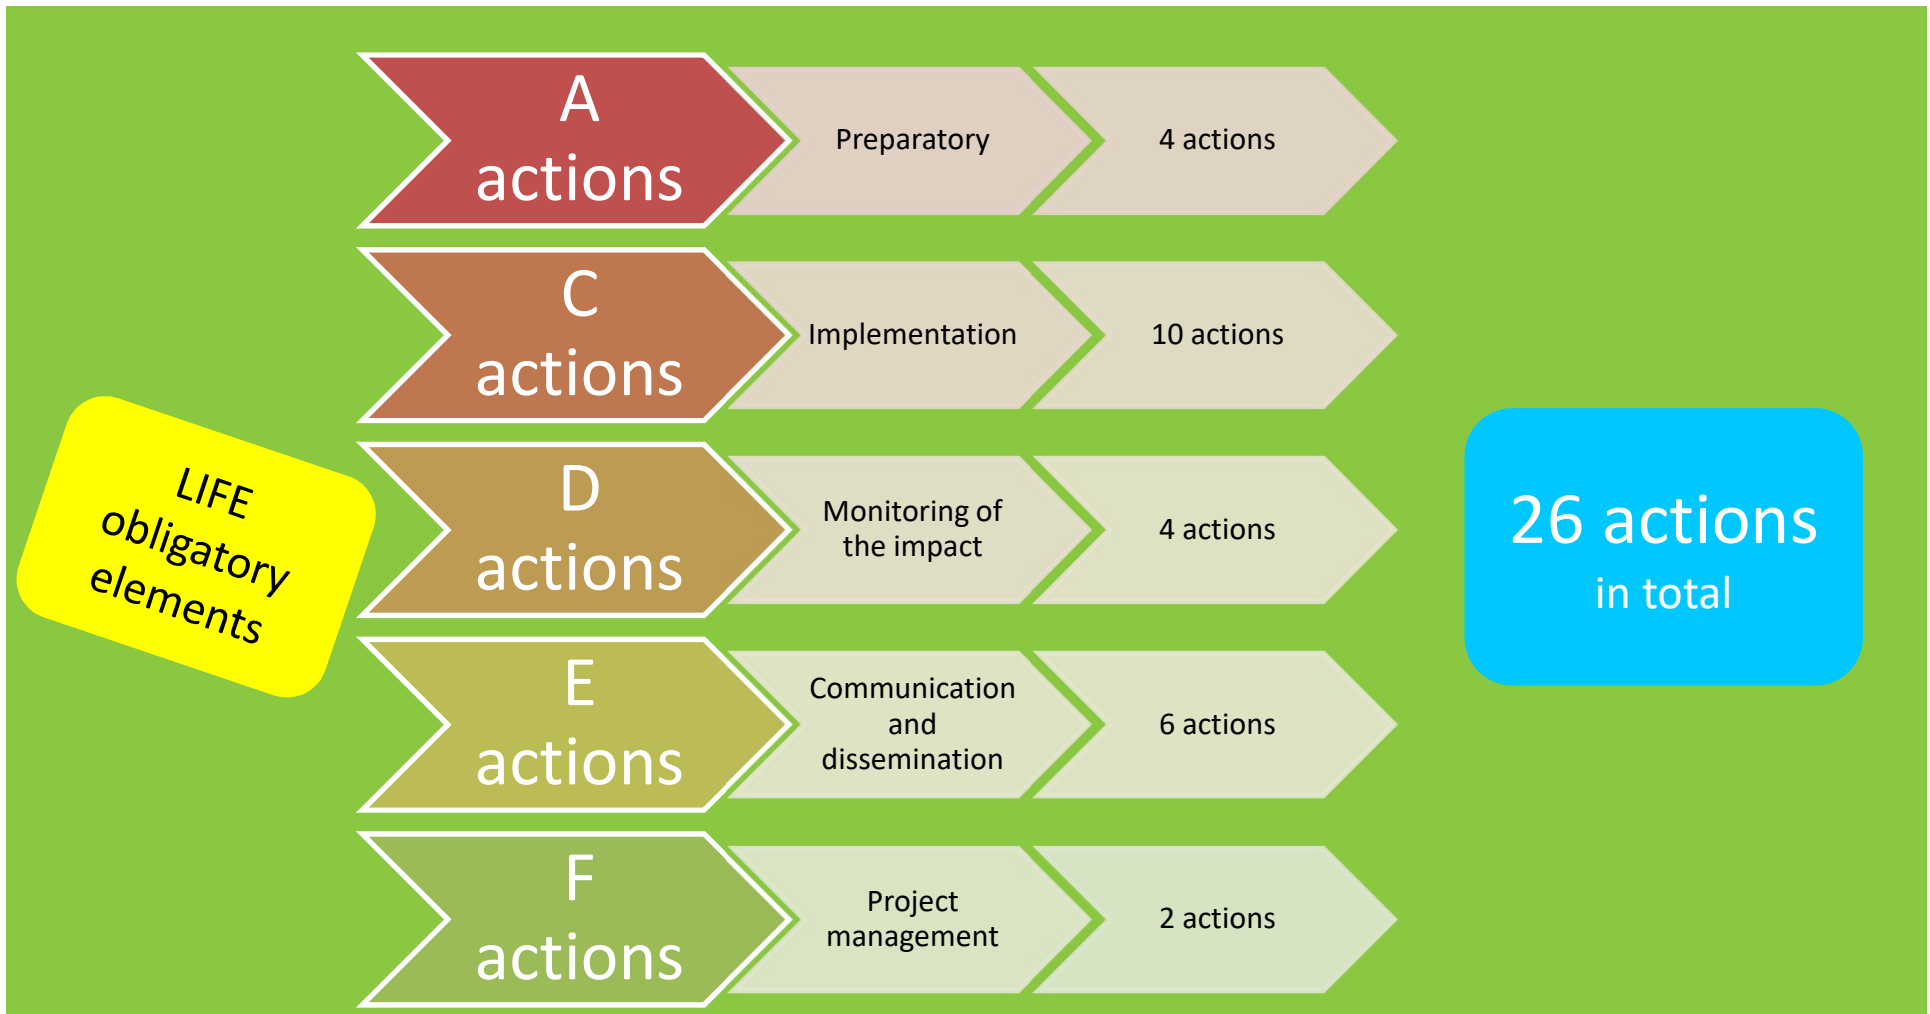 A
actions
Preparatory
4 actions
C
actions
Implementation
10 actions
LIFE
obligatory
elements
D
actions
Monitoring of
the impact
4 actions
26 actions
in total
E
actions
Communication
and
dissemination
6 actions
F
actions
Project
management
2 actions